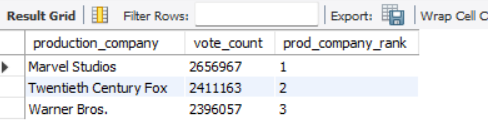 Result Grid Filter Rows: Export: Wrap Cell C
production_company vote_count prod_company_rank
Marvel Studios 2656967 1
Twentieth Century Fox 2411163 2
Warner Bros. 2396057 3